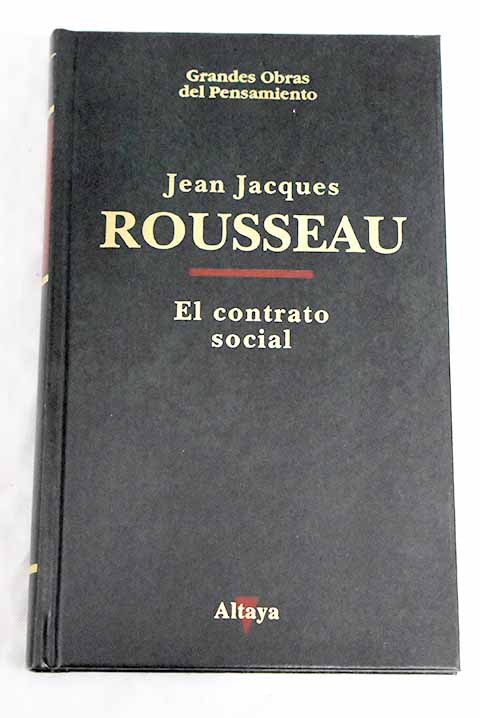 Grandes Obras
del Pensamiento
Jean Jacques
ROUSSEAU
El contrato
social
Altaya